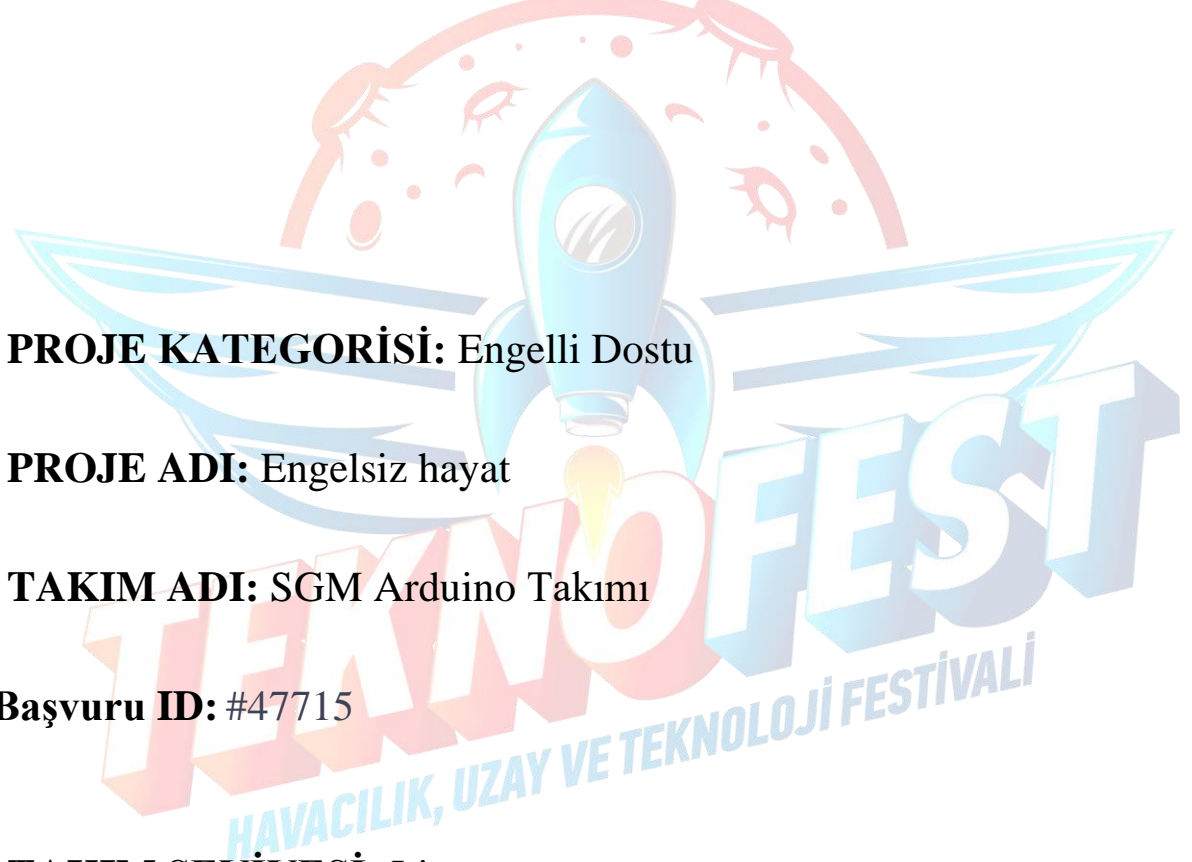 PROJE KATEGORİSİ: Engelli Dostu
PROJE ADI: Engelsiz hayat
TAKIM ADI: SGM Arduino Takımı
Başvuru ID: #47715
TEKNOFEST
HAVACILIK, UZAY VE TEKNOLOJİ FESTİVALİ